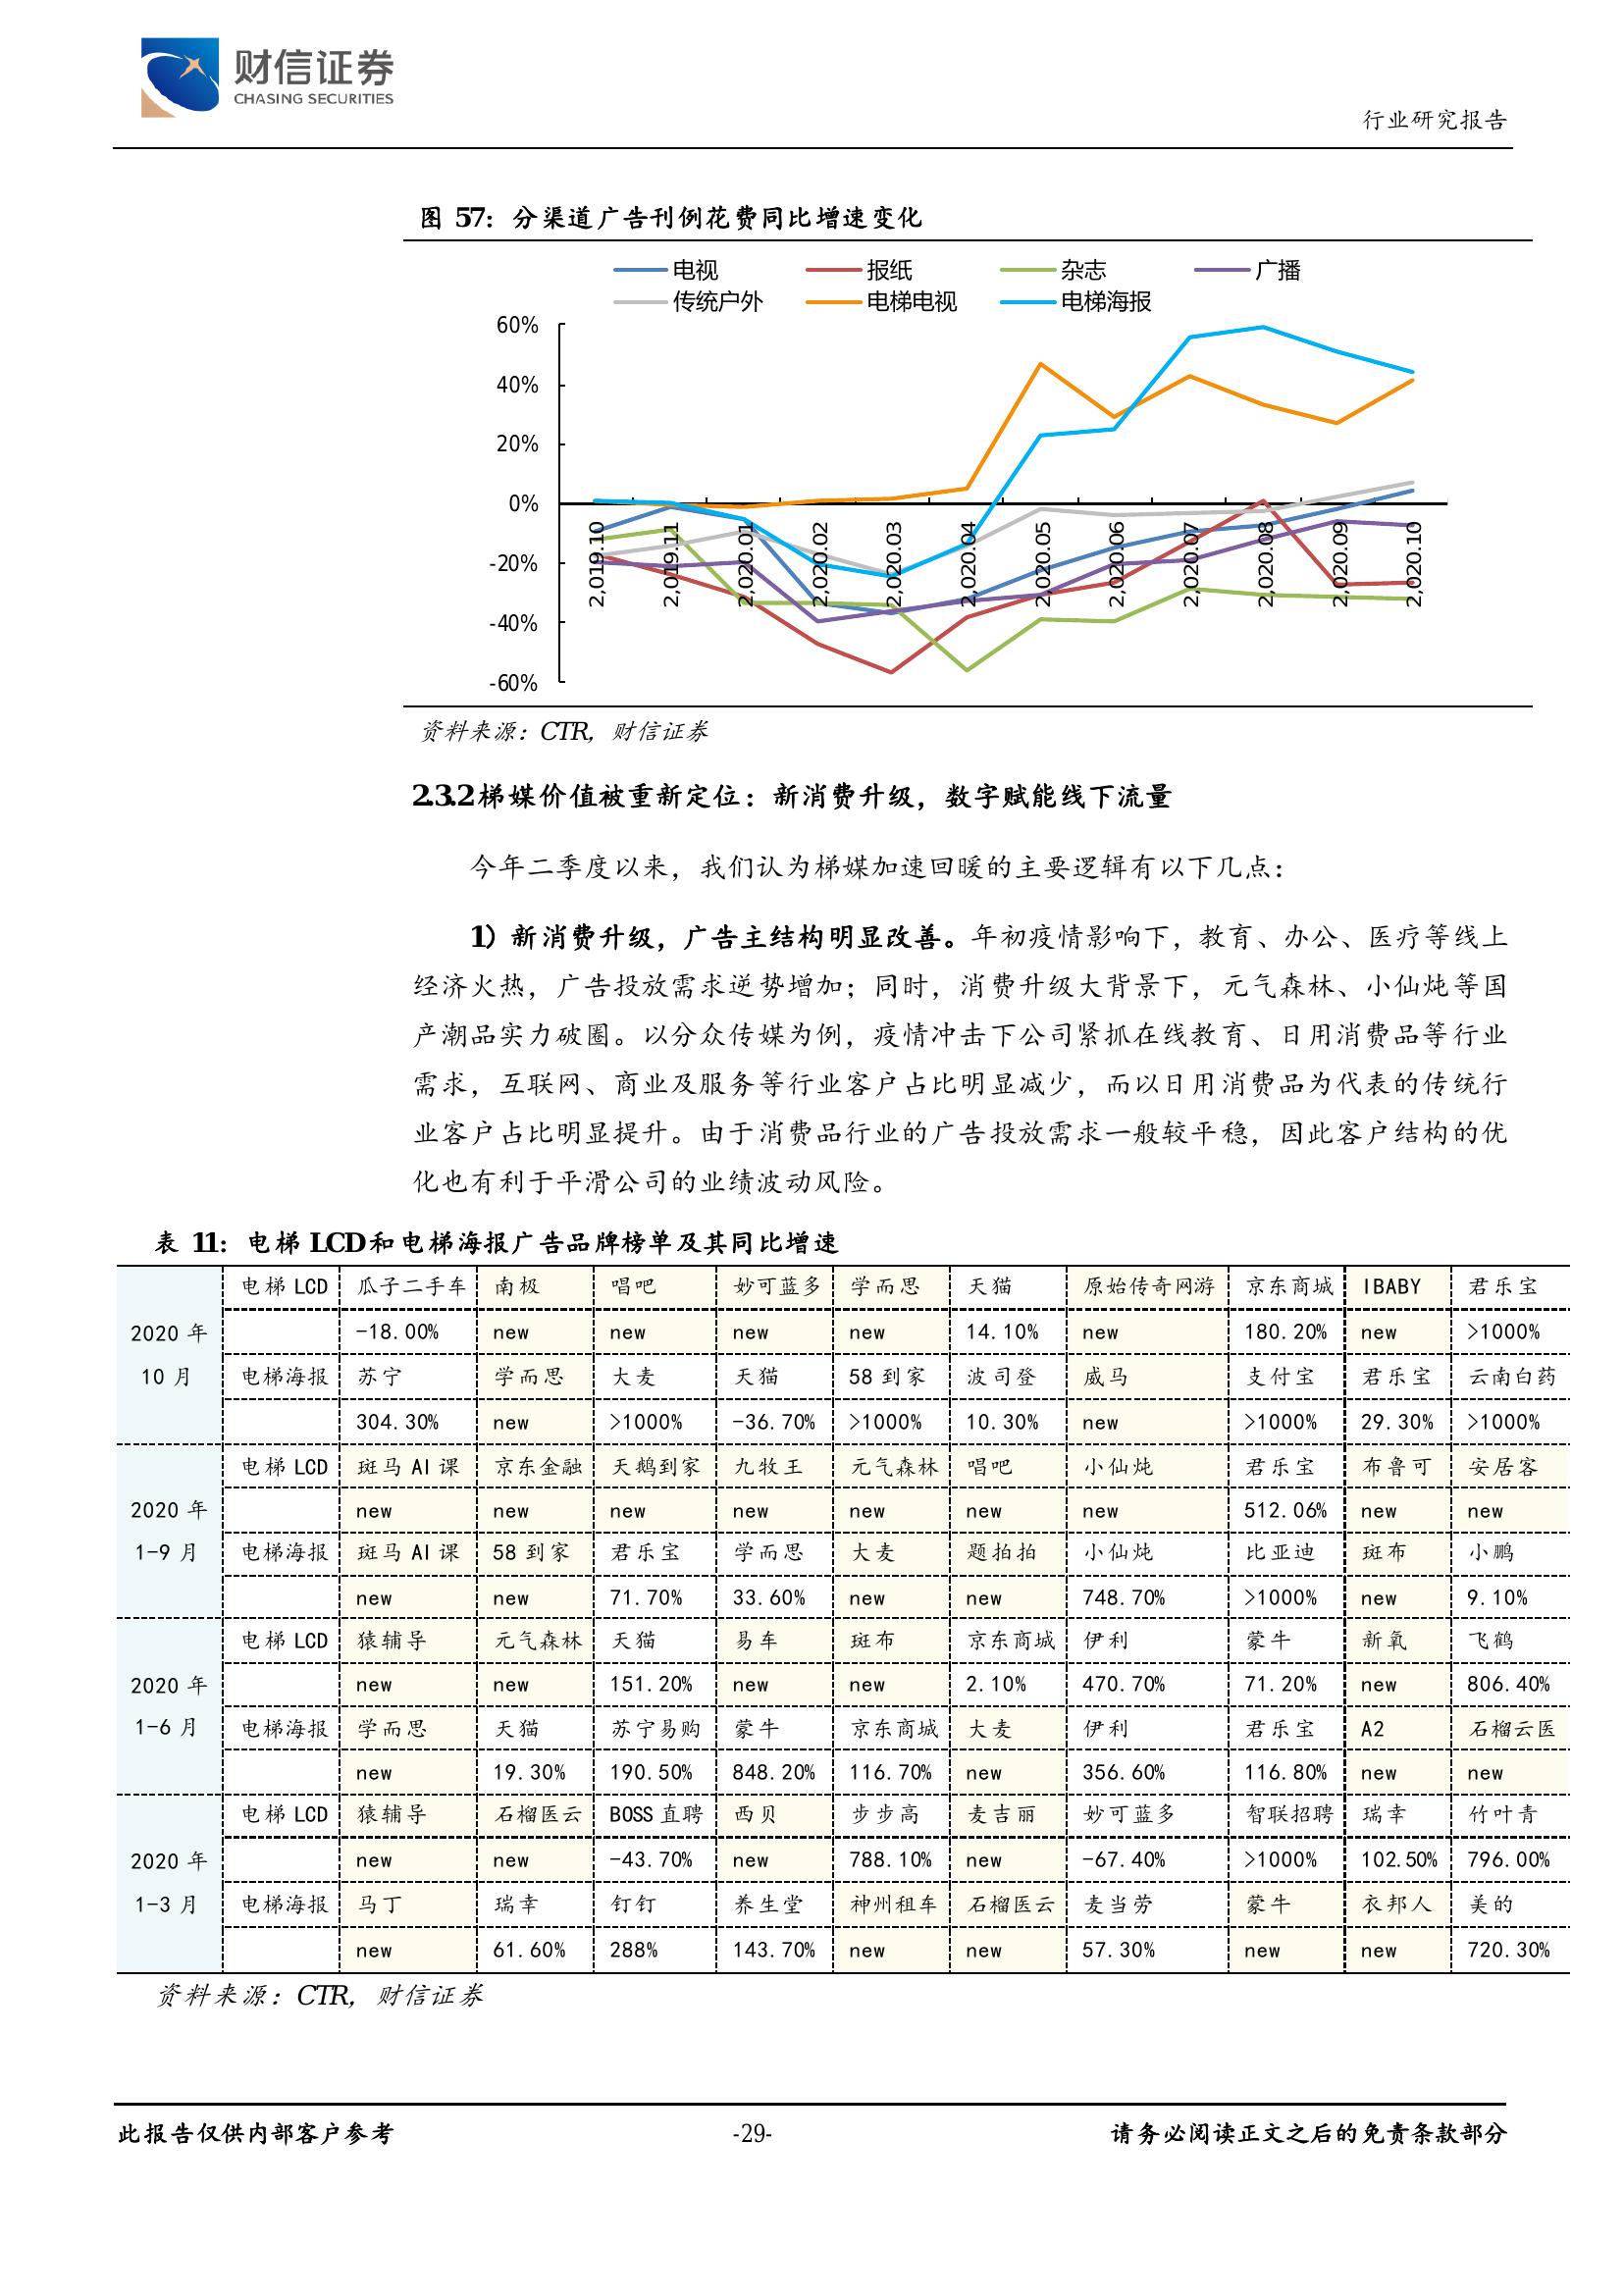 财信证券
CHASING SECURITIES
行业研究报告
图 57：分渠道广告刊例花费同比增速变化
电视 报纸 杂志 广播
传统户外 电梯电视 电梯海报
60%
40%
20%
0%
-20%
-40%
-60%
2,019.10 2,019.11 2,020.01 2,020.02 2,020.03 2,020.04 2,020.05 2,020.06 2,020.07 2,020.08 2,020.09 2,020.10
资料来源：CTR，财信证券
2.3.2梯媒价值被重新定位：新消费升级，数字赋能线下流量
今年二季度以来，我们认为梯媒加速回暖的主要逻辑有以下几点：
1）新消费升级，广告主结构明显改善。年初疫情影响下，教育、办公、医疗等线上
经济火热，广告投放需求逆势增加；同时，消费升级大背景下，元气森林、小仙炖等国
产潮品实力破圈。以分众传媒为例，疫情冲击下公司紧抓在线教育、日用消费品等行业
需求，互联网、商业及服务等行业客户占比明显减少，而以日用消费品为代表的传统行
业客户占比明显提升。由于消费品行业的广告投放需求一般较平稳，因此客户结构的优
化也有利于平滑公司的业绩波动风险。
表 11：电梯 LCD和电梯海报广告品牌榜单及其同比增速
电梯 LCD 瓜子二手车 南极 唱吧 妙可蓝多 学而思 天猫 原始传奇网游 京东商城 IBABY 君乐宝
2020 年 -18.00% new new new new 14.10% new 180.20% new >1000%
10 月 电梯海报 苏宁 学而思 大麦 天猫 58 到家 波司登 威马 支付宝 君乐宝 云南白药
304.30% new >1000% -36.70% >1000% 10.30% new >1000% 29.30% >1000%
电梯 LCD 斑马 AI 课 京东金融 天鹅到家 九牧王 元气森林 唱吧 小仙炖 君乐宝 布鲁可 安居客
2020 年 new new new new new new new 512.06% new new
1-9 月 电梯海报 斑马 AI 课 58 到家 君乐宝 学而思 大麦 题拍拍 小仙炖 比亚迪 斑布 小鹏
new new 71.70% 33.60% new new 748.70% >1000% new 9.10%
电梯 LCD 猿辅导 元气森林 天猫 易车 斑布 京东商城 伊利 蒙牛 新氧 飞鹤
2020 年 new new 151.20% new new 2.10% 470.70% 71.20% new 806.40%
1-6 月 电梯海报 学而思 天猫 苏宁易购 蒙牛 京东商城 大麦 伊利 君乐宝 A2 石榴云医
new 19.30% 190.50% 848.20% 116.70% new 356.60% 116.80% new new
电梯 LCD 猿辅导 石榴医云 BOSS 直聘 西贝 步步高 麦吉丽 妙可蓝多 智联招聘 瑞幸 竹叶青
2020 年 new new -43.70% new 788.10% new -67.40% >1000% 102.50% 796.00%
1-3 月 电梯海报 马丁 瑞幸 钉钉 养生堂 神州租车 石榴医云 麦当劳 蒙牛 衣邦人 美的
new 61.60% 288% 143.70% new new 57.30% new new 720.30%
资料来源：CTR，财信证券
此报告仅供内部客户参考 -29- 请务必阅读正文之后的免责条款部分